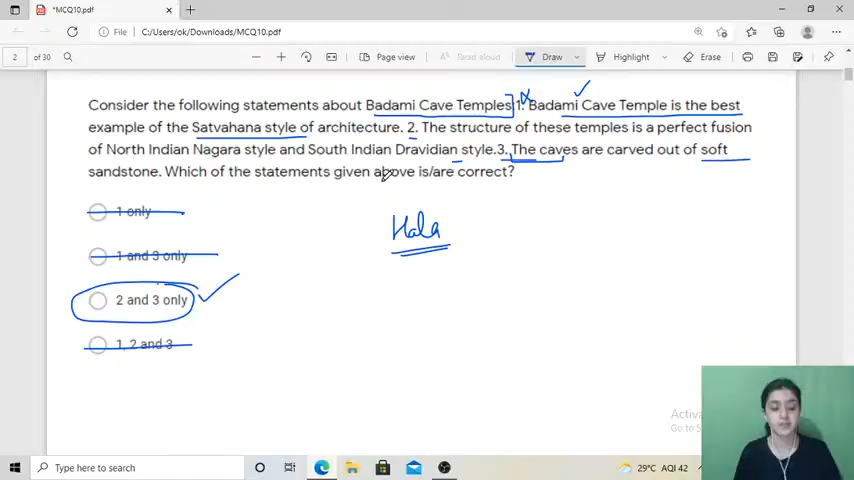 *MCQ10.pdf
File
C:/Users/ok/Downloads/MCQ10.pdf
2 of 30
Page view
Read aloud
Draw
Highlight
Erase
Consider the following statements about Badami Cave Temples 1. Badami Cave Temple is the best
example of the Satvahana style of architecture. 2. The structure of these temples is a perfect fusion
of North Indian Nagara style and South Indian Dravidian style.3. The caves are carved out of soft
sandstone. Which of the statements given above is/are correct?
1 only
Hala
1 and 3 only
2 and 3 only
1, 2 and 3
Activa
Go to S
Type here to search
29°C AQI 42